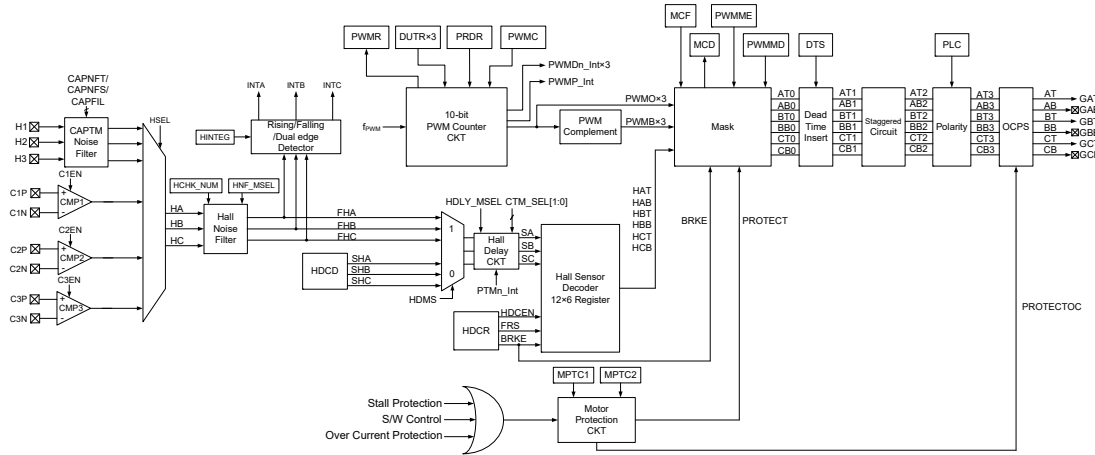 CAPNFT/
CAPNFS/
CAPFIL
H1
H2
H3
CAPTM
Noise
Filter
HSEL
C1EN
C1P
C1N
+
-
CMP1
C2EN
C2P
C2N
+
-
CMP2
C3EN
C3P
C3N
+
-
CMP3
HA
HB
HC
HCHK_NUM
HNF_MSEL
Hall
Noise
Filter
INTA
INTB
INTC
HINTEG
Rising/Falling
/Dual edge
Detector
FHA
FHB
FHC
HDCD
SHA
SHB
SHC
1
0
HDMS
HDLY_MSEL
CTM_SEL[1:0]
Hall
Delay
CKT
PTMn_Int
SA
SB
SC
Hall Sensor
Decoder
12×6 Register
HDCR
HDCEN
FRS
BRKE
PWMR
DUTR×3
PRDR
PWMC
fPWM
10-bit
PWM Counter
CKT
PWMDn_Int×3
PWMP_Int
PWM
Complement
PWMO×3
PWMB×3
HAT
HAB
HBT
HBB
HCT
HCB
MCF
MCD
PWMME
PWMMD
Mask
BRKE
PROTECT
AT0
AB0
BT0
BB0
CT0
CB0
DTS
Dead
Time
Insert
AT1
AB1
BT1
BB1
CT1
CB1
Staggered
Circuit
AT2
AB2
BT2
BB2
CT2
CB2
PLC
Polarity
AT3
AB3
BT3
BB3
CT3
CB3
OCPS
AT
AB
BT
BB
CT
CB
PROTECTOC
MPTC1
MPTC2
Motor
Protection
CKT
Stall Protection
S/W Control
Over Current Protection